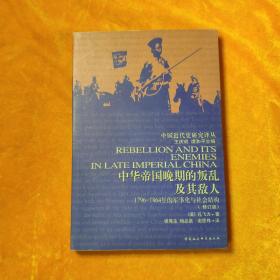 中国近代史研究译丛
王庆成 虞和平主编
REBELLION AND ITS
ENEMIES
IN LATE IMPERIAL CHINA
中华帝国晚期的叛乱
及其敌人
1796-1864年的军事化与社会结构
(修订版)
[美] 孔飞力 著
谢亮生 杨品泉 谢思炜 译
中国社会科学出版社